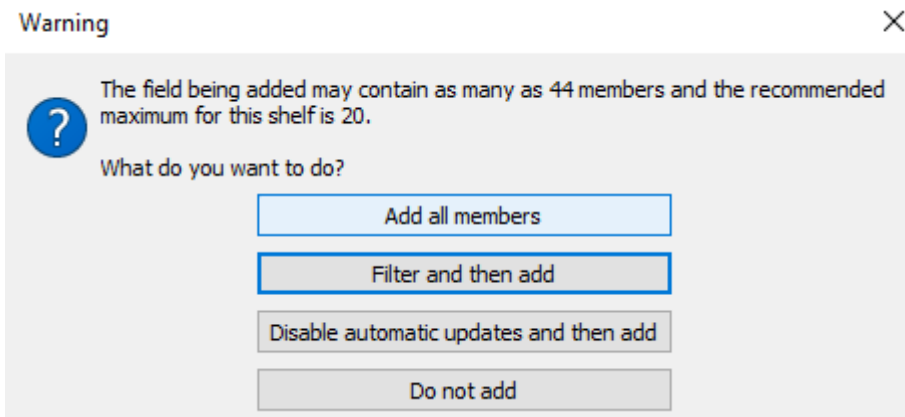 Warning
The field being added may contain as many as 44 members and the recommended
maximum for this shelf is 20.
What do you want to do?
Add all members
Filter and then add
Disable automatic updates and then add
Do not add